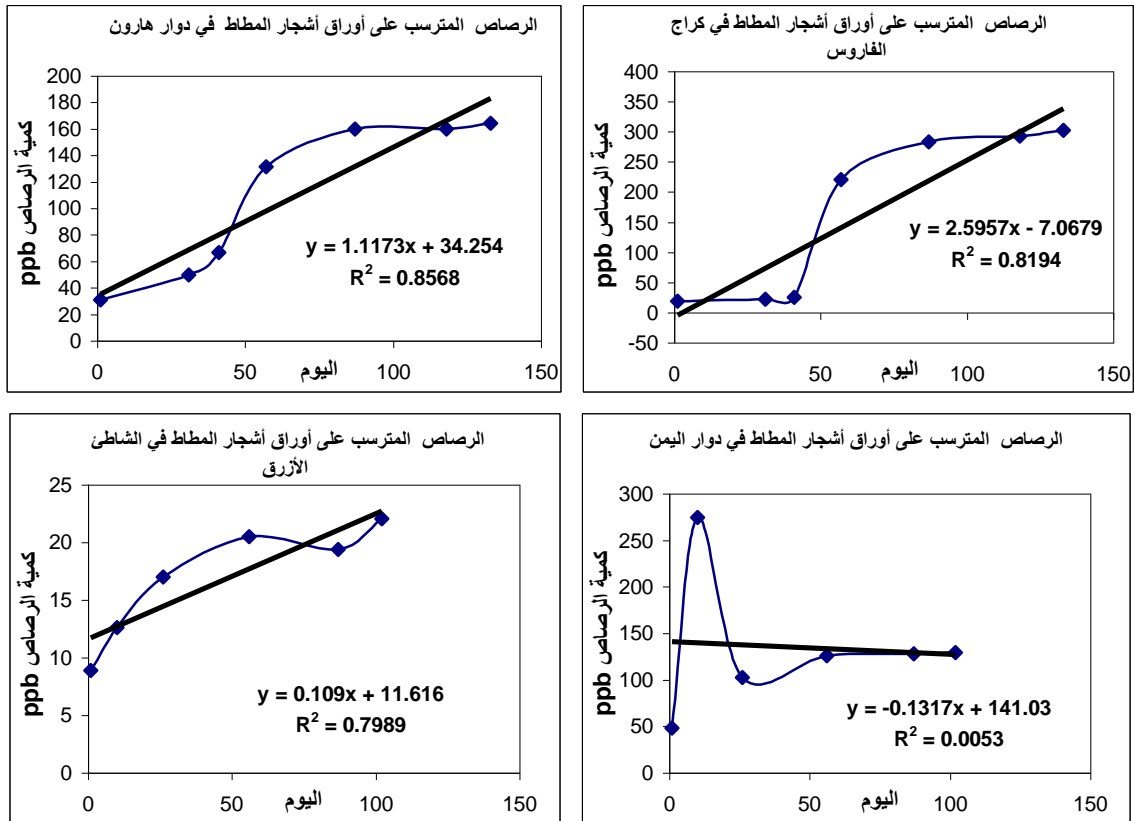 الرصاص المترسب على أوراق أشجار المطاط في دوار هارون
كمية الرصاص ppb
200
180
160
140
120
100
80
60
40
20
0
y = 1.1173x + 34.254
R² = 0.8568
0 50 100 150
اليوم
الرصاص المترسب على أوراق أشجار المطاط في كراج
الفاروس
كمية الرصاص ppb
400
350
300
250
200
150
100
50
0
-50
y = 2.5957x - 7.0679
R² = 0.8194
0 50 100 150
اليوم
الرصاص المترسب على أوراق أشجار المطاط في الشاطئ
الأزرق
كمية الرصاص ppb
25
20
15
10
5
0
y = 0.109x + 11.616
R² = 0.7989
0 50 100 150
اليوم
الرصاص المترسب على أوراق أشجار المطاط في دوار اليمن
كمية الرصاص ppb
300
250
200
150
100
50
0
y = -0.1317x + 141.03
R² = 0.0053
0 50 100 150
اليوم